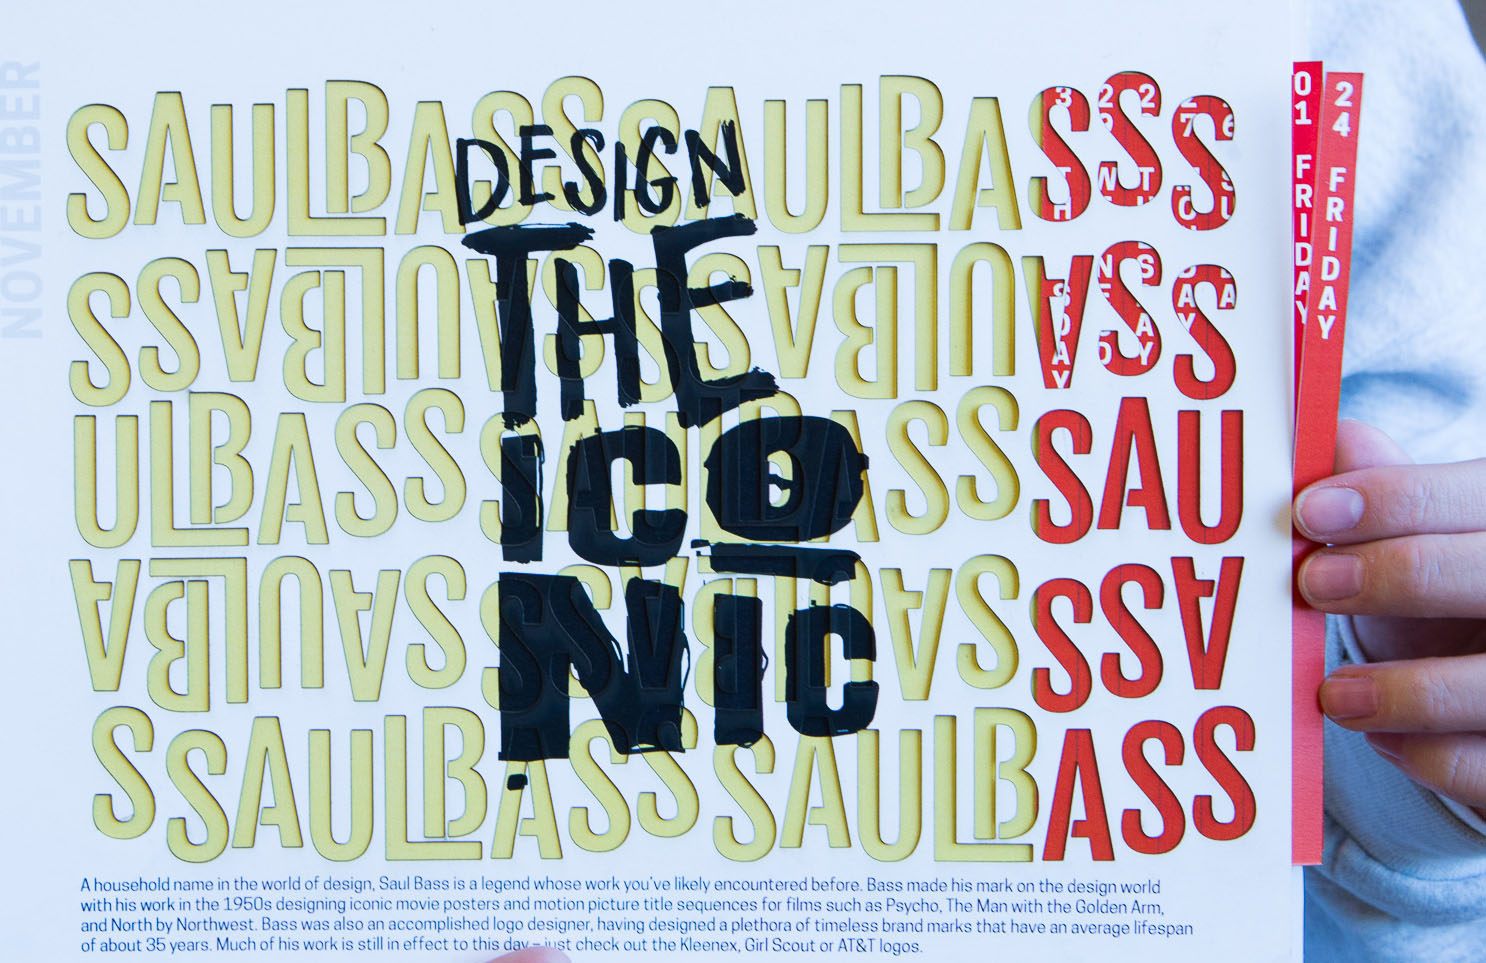 NOVEMBER
SAULBASSSAULBASSS
SSAULBASSSAULBASS
ULBASSSAULBASSSAU
ASSSAULBASSSAULBA
SSAULBASSSAULBASS
DESIGN
THE
ICO
NIC
01 FRIDAY
24 FRIDAY
A household name in the world of design, Saul Bass is a legend whose work you've likely encountered before. Bass made his mark on the design world
with his work in the 1950s designing iconic movie posters and motion picture title sequences for films such as Psycho, The Man with the Golden Arm,
and North by Northwest. Bass was also an accomplished logo designer, having designed a plethora of timeless brand marks that have an average lifespan
of about 35 years. Much of his work is still in effect to this day – just check out the Kleenex, Girl Scout or AT&T logos.